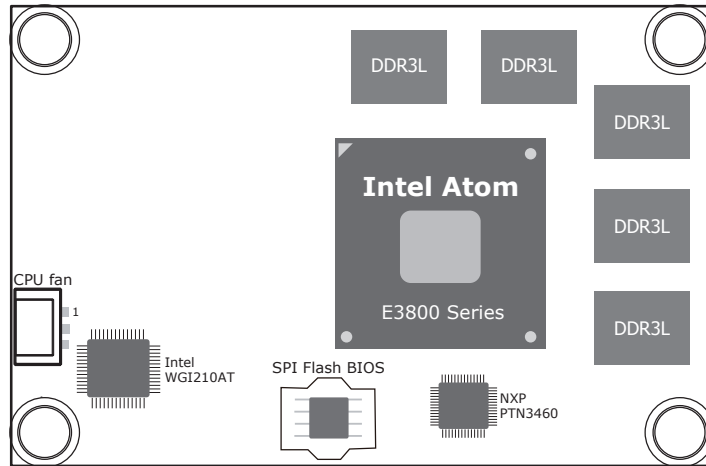 DDR3L
DDR3L
DDR3L
Intel Atom
DDR3L
CPU fan
1
E3800 Series
DDR3L
Intel
WGI210AT
SPI Flash BIOS
NXP
PTN3460